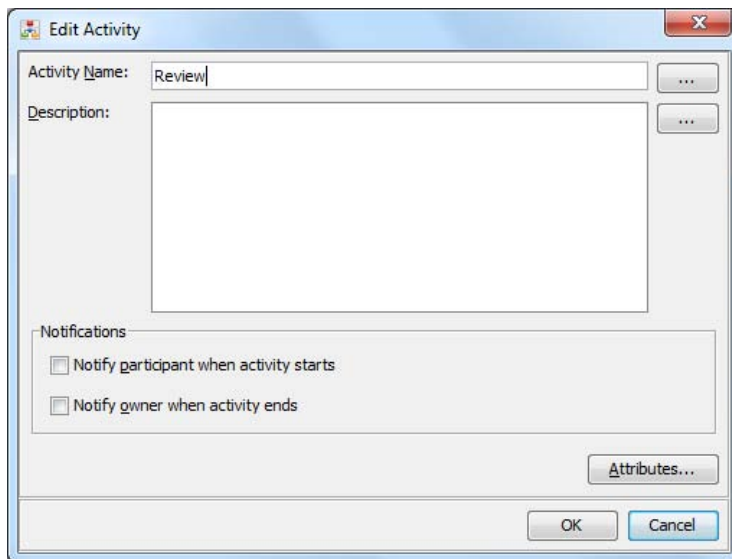 Edit Activity
Activity Name: Review ...
Description: ...
Notifications
Notify participant when activity starts
Notify owner when activity ends
Attributes...
OK Cancel